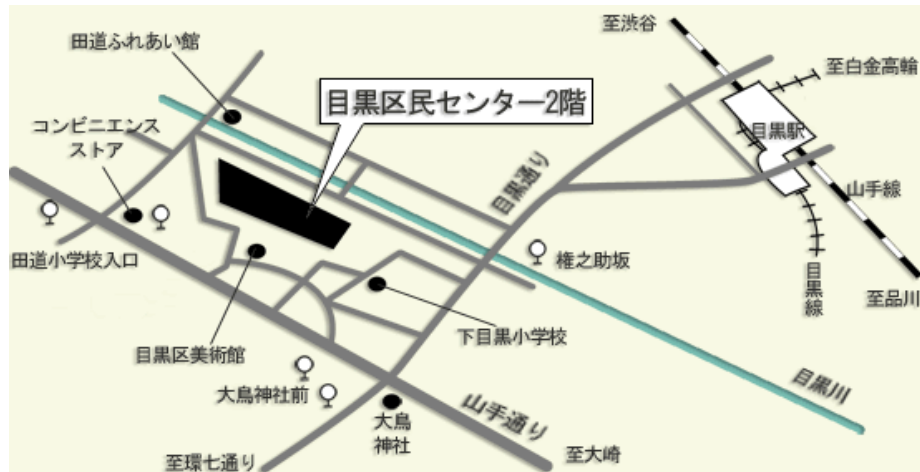 至渋谷
田道ふれあい館
至白金高輪
目黒区民センター2階
コンビニエンス
ストア
目黒駅
目黒通り
山手線
田道小学校入口
権之助坂
目黒線
至品川
目黒区美術館
下目黒小学校
大鳥神社前
目黒川
大鳥
神社
山手通り
至環七通り
至大崎